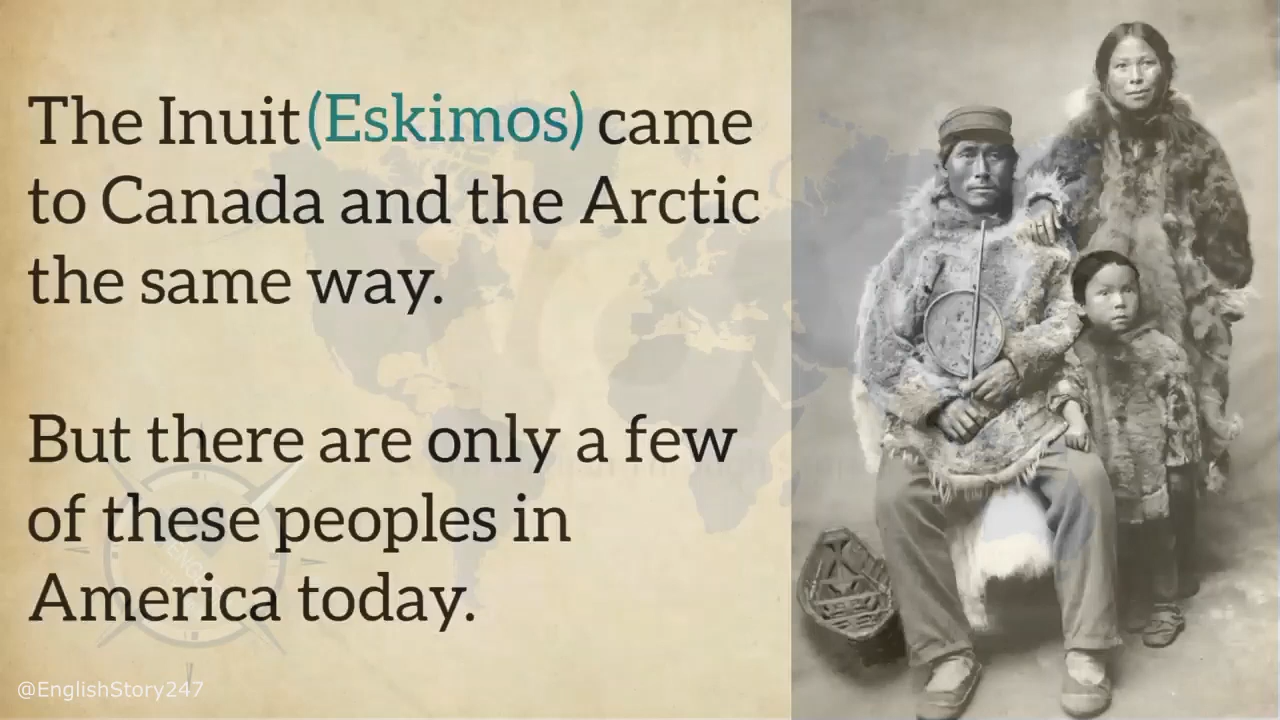 The Inuit (Eskimos) came
to Canada and the Arctic
the same way.
But there are only a few
of these peoples in
America today.
@EnglishStory247